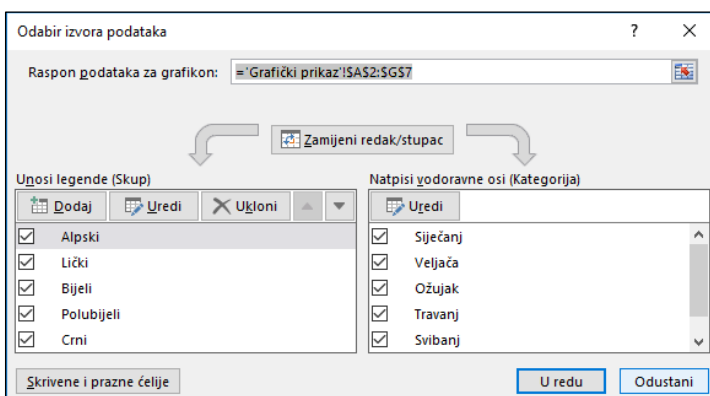 Odabir izvora podataka ? ×
Raspon podataka za grafikon: ='Grafički prikaz'!$A$2:$G$7
Zamijeni redak/stupac
Unosi legende (Skup)
Dodaj Uredi Ukloni
Alpski
Lički
Bijeli
Polubijeli
Crni
Natpisi vodoravne osi (Kategorija)
Uredi
Siječanj
Veljača
Ožujak
Travanj
Svibanj
Skrivene i prazne ćelije
U redu
Odustani